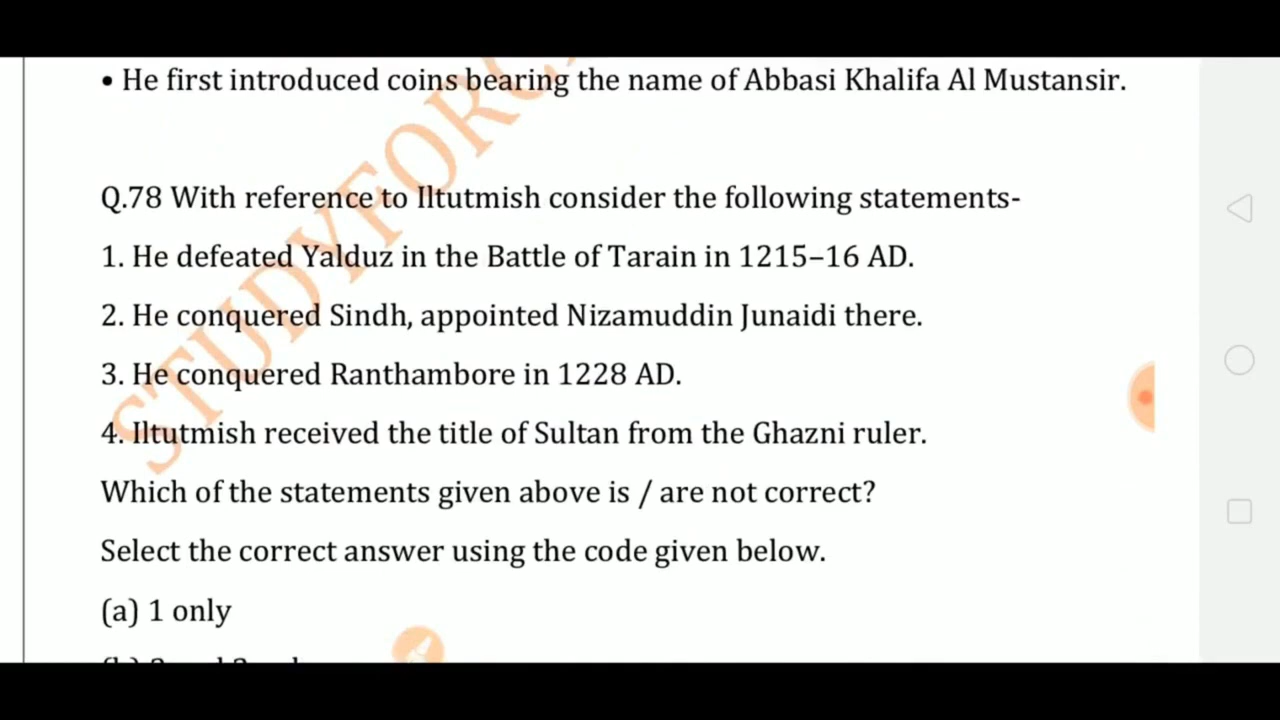 • He first introduced coins bearing the name of Abbasi Khalifa Al Mustansir.
Q.78 With reference to Iltutmish consider the following statements-
1. He defeated Yalduz in the Battle of Tarain in 1215–16 AD.
2. He conquered Sindh, appointed Nizamuddin Junaidi there.
3. He conquered Ranthambore in 1228 AD.
4. Iltutmish received the title of Sultan from the Ghazni ruler.
Which of the statements given above is / are not correct?
Select the correct answer using the code given below.
(a) 1 only
STUDYFORC